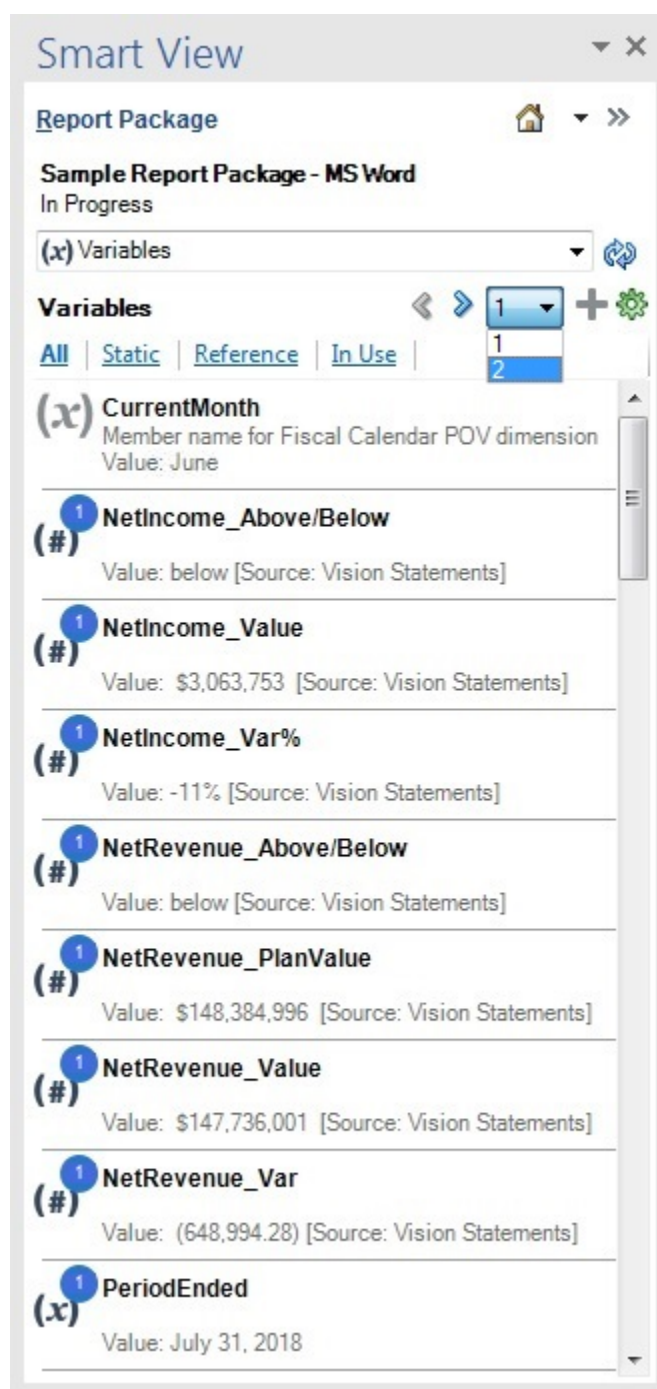 Smart View
Report Package
Sample Report Package - MS Word
In Progress
(x) Variables
Variables
1
1
2
All | Static | Reference | In Use |
(x) CurrentMonth
Member name for Fiscal Calendar POV dimension
Value: June
(#) 1 NetIncome_Above/Below
Value: below [Source: Vision Statements]
(#) 1 NetIncome_Value
Value: $3,063,753 [Source: Vision Statements]
(#) 1 NetIncome_Var%
Value: -11% [Source: Vision Statements]
(#) 1 NetRevenue_Above/Below
Value: below [Source: Vision Statements]
(#) 1 NetRevenue_PlanValue
Value: $148,384,996 [Source: Vision Statements]
(#) 1 NetRevenue_Value
Value: $147,736,001 [Source: Vision Statements]
(#) 1 NetRevenue_Var
Value: (648,994.28) [Source: Vision Statements]
(x) 1 PeriodEnded
Value: July 31, 2018